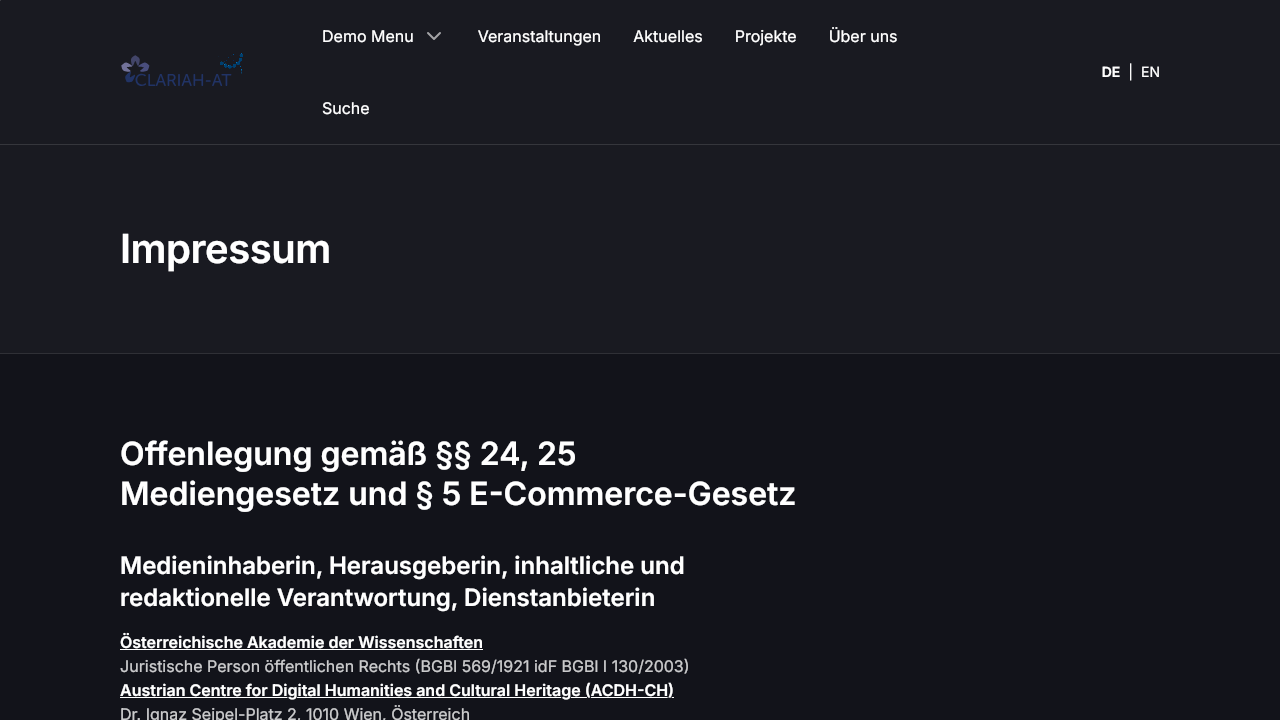 CLARIAH-AT
Demo Menu
Veranstaltungen
Aktuelles
Projekte
Über uns
Suche
DE | EN
Impressum
Offenlegung gemäß §§ 24, 25
Mediengesetz und § 5 E-Commerce-Gesetz
Medieninhaberin, Herausgeberin, inhaltliche und
redaktionelle Verantwortung, Dienstanbieterin
Österreichische Akademie der Wissenschaften
Juristische Person öffentlichen Rechts (BGBl 569/1921 idF BGBl I 130/2003)
Austrian Centre for Digital Humanities and Cultural Heritage (ACDH-CH)
Dr. Ignaz Seipel-Platz 2, 1010 Wien, Österreich